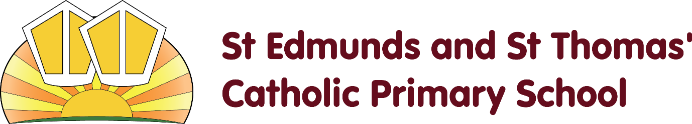 St Edmunds and St Thomas'
Catholic Primary School